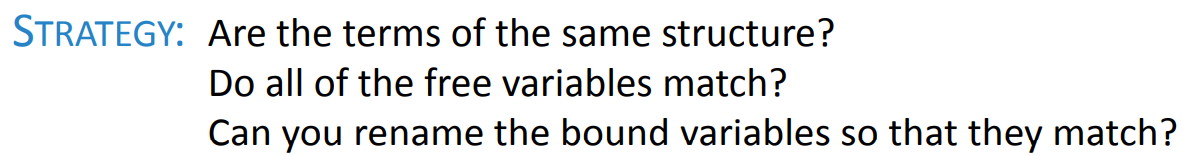 STRATEGY: Are the terms of the same structure?
Do all of the free variables match?
Can you rename the bound variables so that they match?